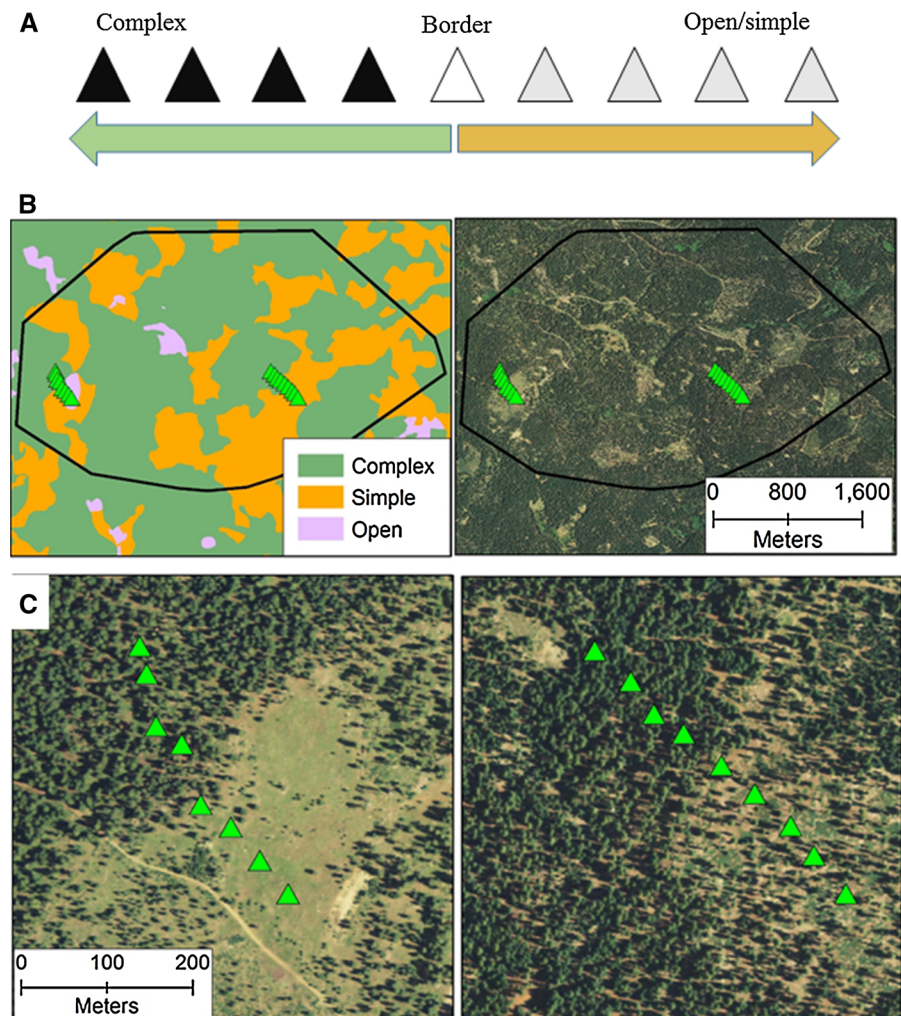 A
Complex Border Open/simple
B
Complex
Simple
Open
0 800 1,600
Meters
C
0 100 200
Meters